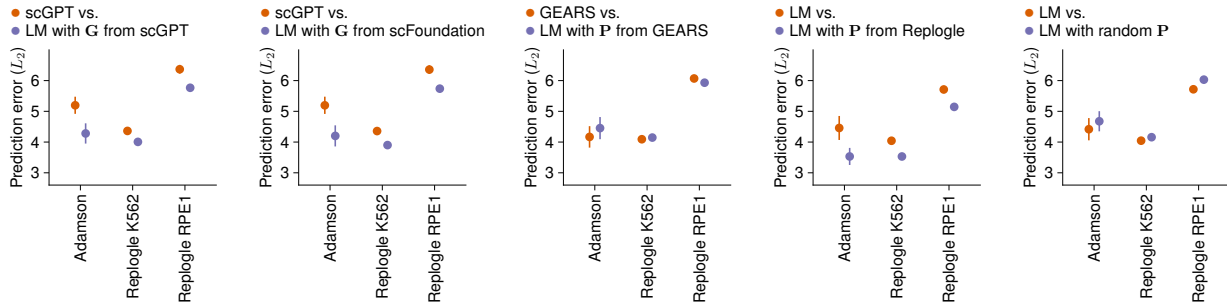 scGPT vs.
LM with G from scGPT
Prediction error (L2)
6
5
4
3
Adamson
Replogle K562
Replogle RPE1
scGPT vs.
LM with G from scFoundation
Prediction error (L2)
6
5
4
3
Adamson
Replogle K562
Replogle RPE1
GEARS vs.
LM with P from GEARS
Prediction error (L2)
6
5
4
3
Adamson
Replogle K562
Replogle RPE1
LM vs.
LM with P from Replogle
Prediction error (L2)
6
5
4
3
Adamson
Replogle K562
Replogle RPE1
LM vs.
LM with random P
Prediction error (L2)
6
5
4
3
Adamson
Replogle K562
Replogle RPE1